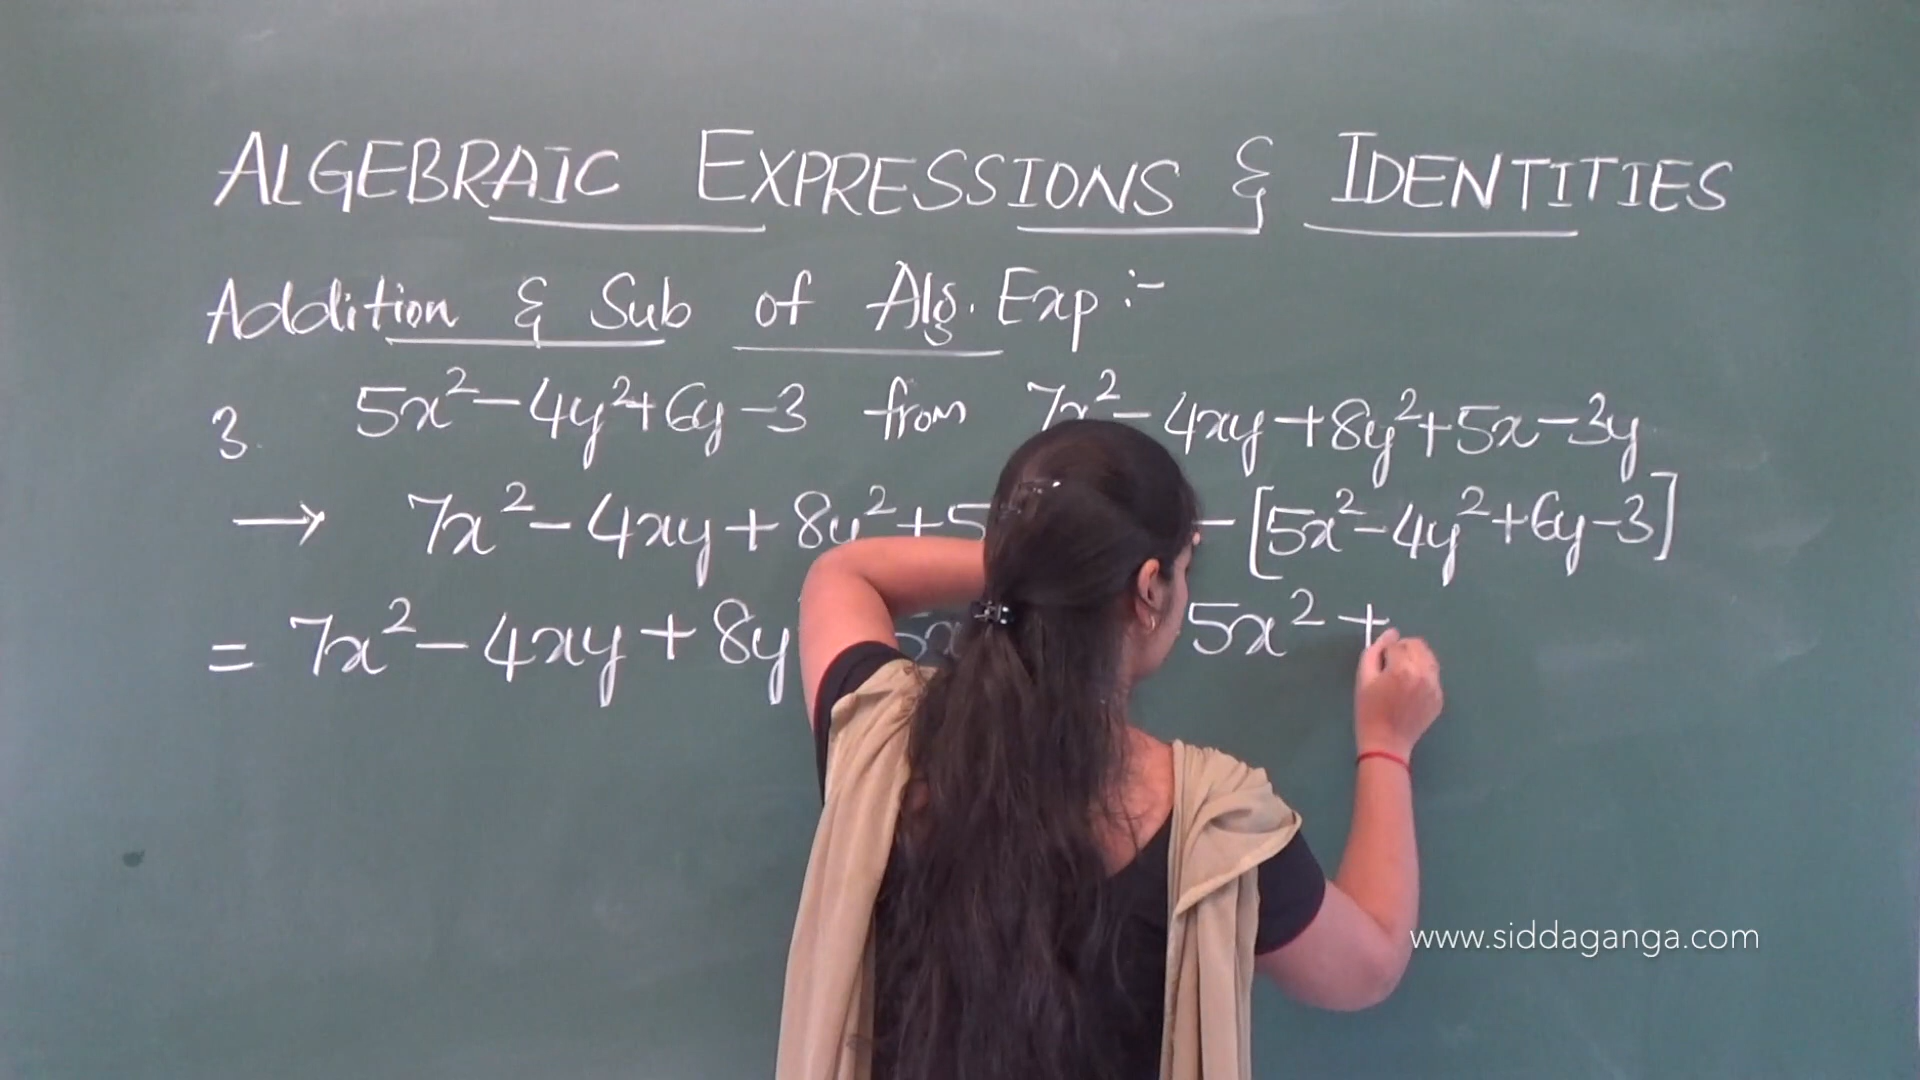 ALGEBRAIC EXPRESSIONS & IDENTITIES
Addition & Sub of Alg. Exp :-
3. 5x² - 4y² + 6y - 3 from 7x² - 4xy + 8y² + 5x - 3y
→ 7x² - 4xy + 8y² + 5 - [5x² - 4y² + 6y - 3]
= 7x² - 4xy + 8y 5x 5x² +
www.siddaganga.com